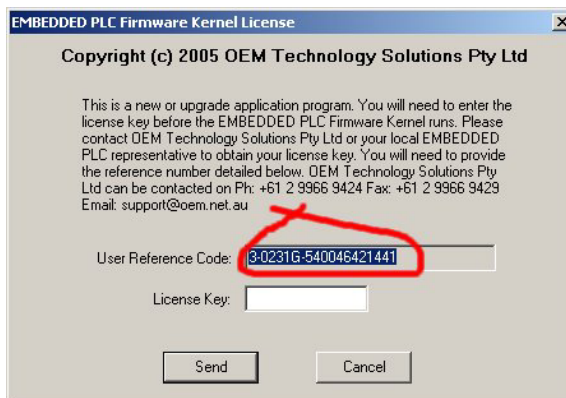 EMBEDDED PLC Firmware Kernel License
Copyright (c) 2005 OEM Technology Solutions Pty Ltd
This is a new or upgrade application program. You will need to enter the
license key before the EMBEDDED PLC Firmware Kernel runs. Please
contact OEM Technology Solutions Pty Ltd or your local EMBEDDED
PLC representative to obtain your license key. You will need to provide
the reference number detailed below. OEM Technology Solutions Pty
Ltd can be contacted on Ph: +61 2 9966 9424 Fax: +61 2 9966 9429
Email: support@oem.net.au
User Reference Code: 3-0231G-540046421441
License Key:
Send Cancel